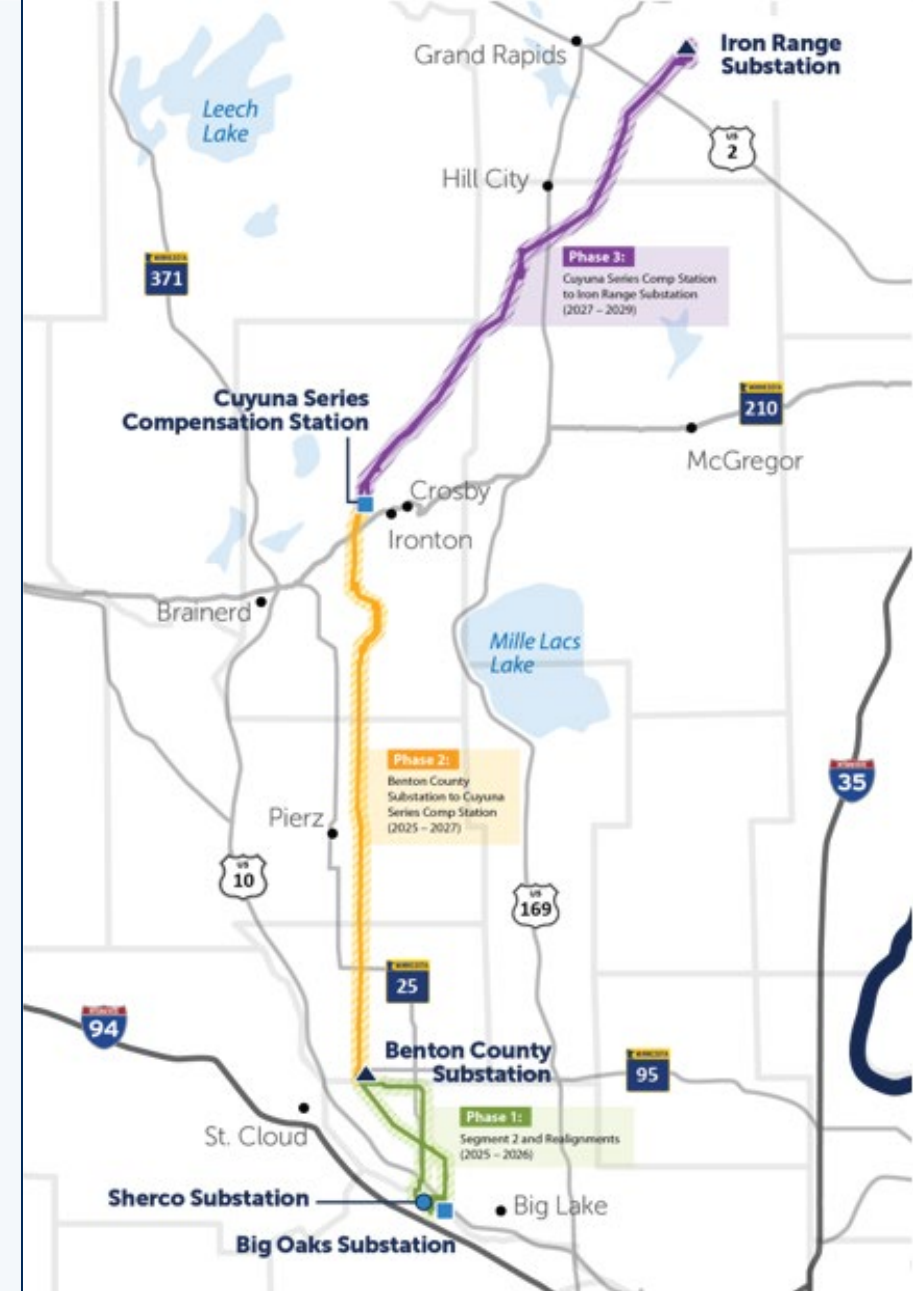 Grand Rapids
Iron Range
Substation
Leech
Lake
US
2
Hill City
MINNESOTA
371
Phase 3:
Cuyuna Series Comp Station
to Iron Range Substation
(2027 – 2029)
Cuyuna Series
Compensation Station
MINNESOTA
210
McGregor
Crosby
Ironton
Brainerd
Mille Lacs
Lake
Phase 2:
Benton County
Substation to Cuyuna
Series Comp Station
(2025 – 2027)
35
Pierz
US
10
US
169
MINNESOTA
25
94
Benton County
Substation
MINNESOTA
95
Phase 1:
Segment 2 and Realignments
(2025 – 2026)
St. Cloud
Sherco Substation
Big Lake
Big Oaks Substation